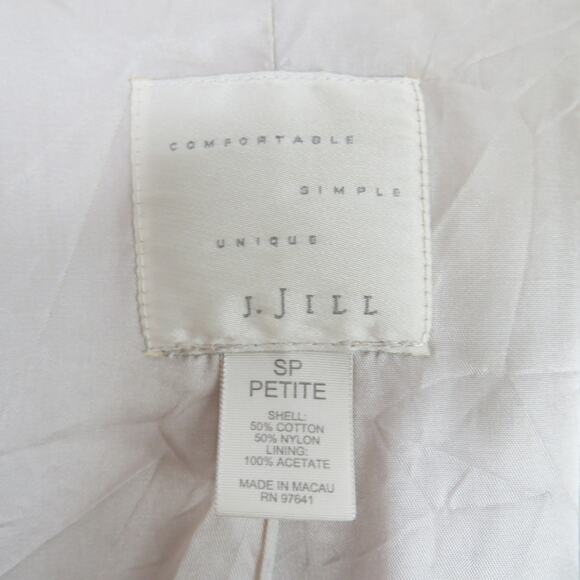 COMFORTABLE
SIMPLE
UNIQUE
J. JILL
SP
PETITE
SHELL:
50% COTTON
50% NYLON
LINING:
100% ACETATE
MADE IN MACAU
RN 97641